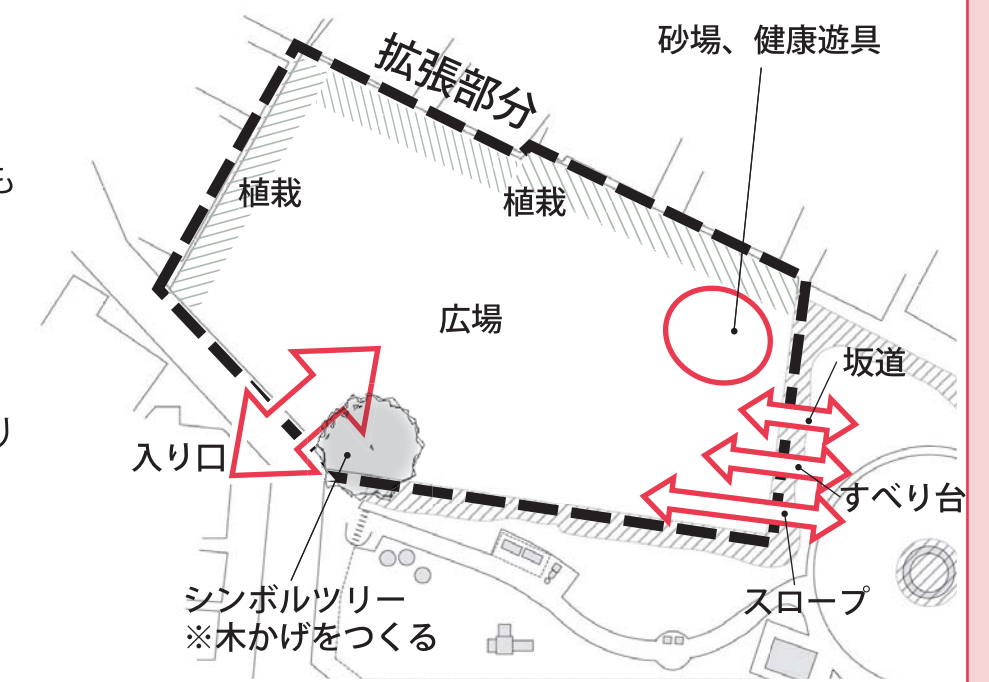 砂場、健康遊具
拡張部分
も
植栽
植栽
広場
坂道
り
入り口
すべり台
シンボルツリー
※木かげをつくる
スロープ